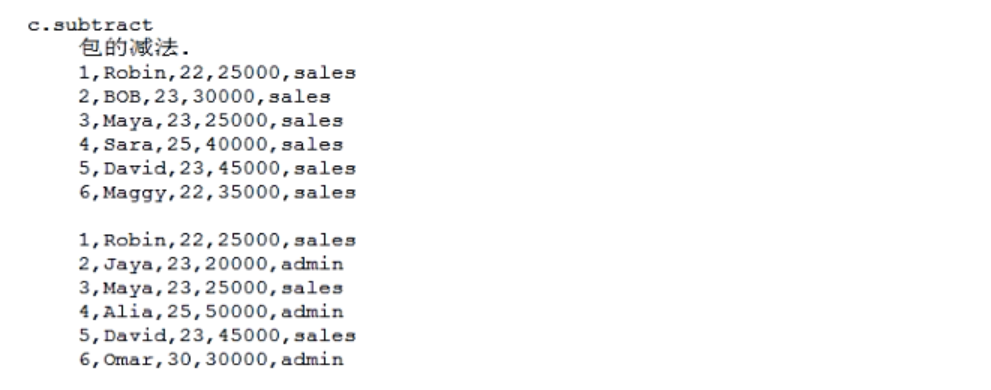 c.subtract
包的减法.
1,Robin,22,25000,sales
2,BOB,23,30000,sales
3,Maya,23,25000,sales
4,Sara,25,40000,sales
5,David,23,45000,sales
6,Maggy,22,35000,sales
1,Robin,22,25000,sales
2,Jaya,23,20000,admin
3,Maya,23,25000,sales
4,Alia,25,50000,admin
5,David,23,45000,sales
6,Omar,30,30000,admin